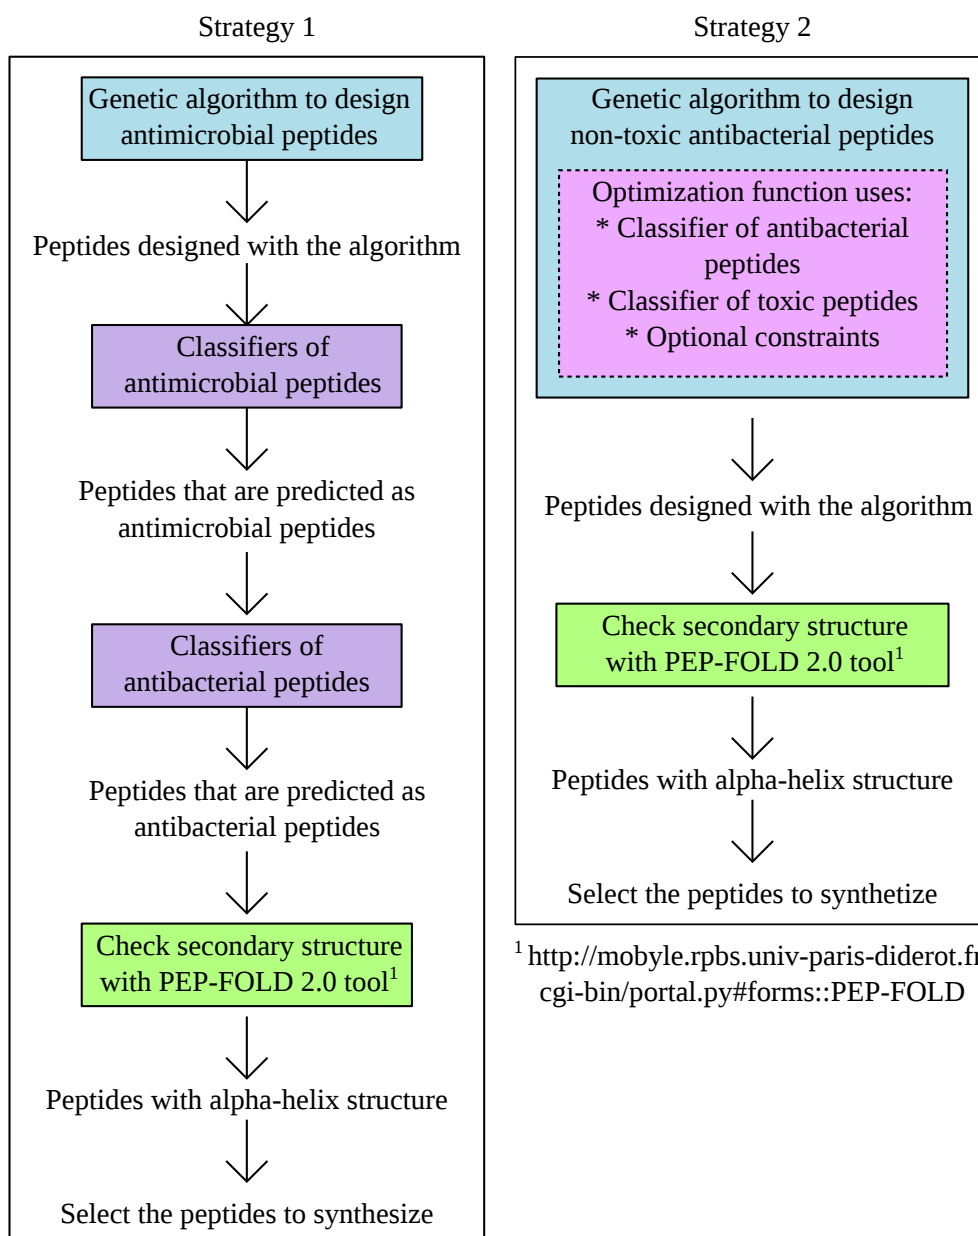 Strategy 1
Genetic algorithm to design
antimicrobial peptides
Peptides designed with the algorithm
Classifiers of
antimicrobial peptides
Peptides that are predicted as
antimicrobial peptides
Classifiers of
antibacterial peptides
Peptides that are predicted as
antibacterial peptides
Check secondary structure
with PEP-FOLD 2.0 tool¹
Peptides with alpha-helix structure
Select the peptides to synthesize
Strategy 2
Genetic algorithm to design
non-toxic antibacterial peptides
Optimization function uses:
* Classifier of antibacterial
peptides
* Classifier of toxic peptides
* Optional constraints
Peptides designed with the algorithm
Check secondary structure
with PEP-FOLD 2.0 tool¹
Peptides with alpha-helix structure
Select the peptides to synthetize
¹ http://mobyle.rpbs.univ-paris-diderot.fr
cgi-bin/portal.py#forms::PEP-FOLD